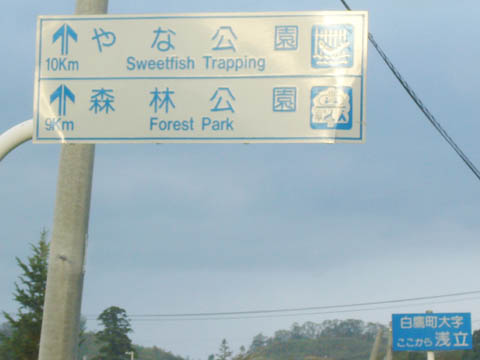 やな公園
10Km Sweetfish Trapping
森林公園
9Km Forest Park
白鷹町大字
ここから浅立